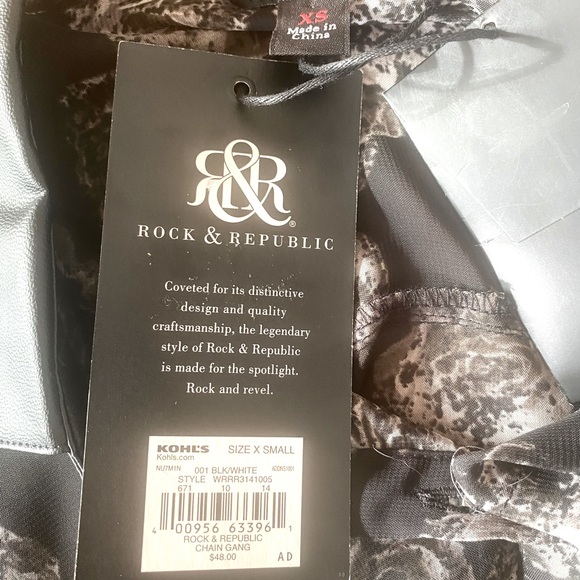 XS
Made in
China
R&R®
ROCK & REPUBLIC
Coveted for its distinctive
design and quality
craftsmanship, the legendary
style of Rock & Republic
is made for the spotlight.
Rock and revel.
KOHL'S SIZE X SMALL
Kohls.com
NU7M1N 001 BLK/WHITE
STYLE WRRR3141005
671 10 14
4 00956 63396 1
ROCK & REPUBLIC
CHAIN GANG
$48.00 A D